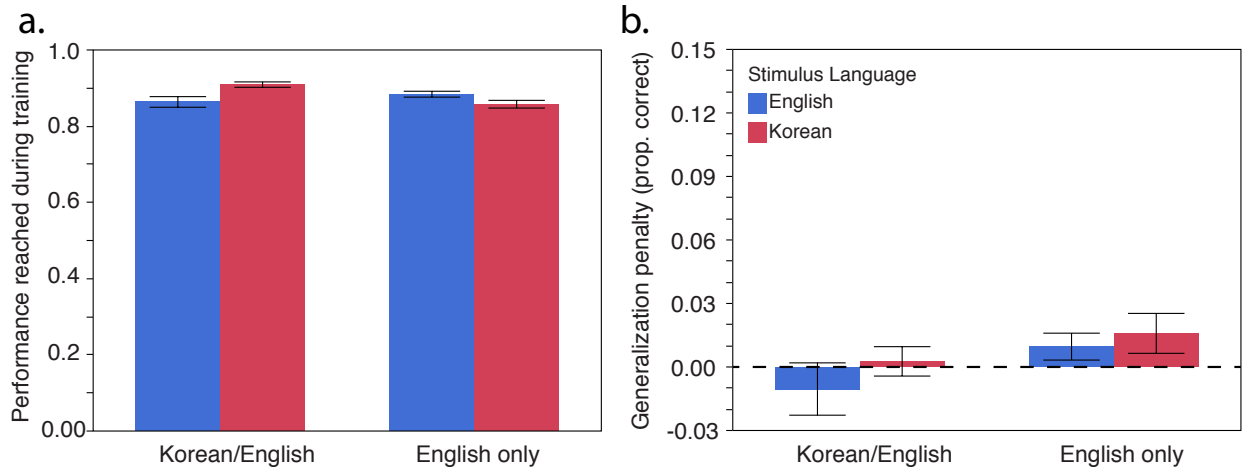 a.
Performance reached during training
1.0
0.8
0.6
0.4
0.2
0.00
Korean/English
English only
b.
Generalization penalty (prop. correct)
0.15
0.12
0.09
0.06
0.03
0.00
-0.03
Stimulus Language
English
Korean
Korean/English
English only